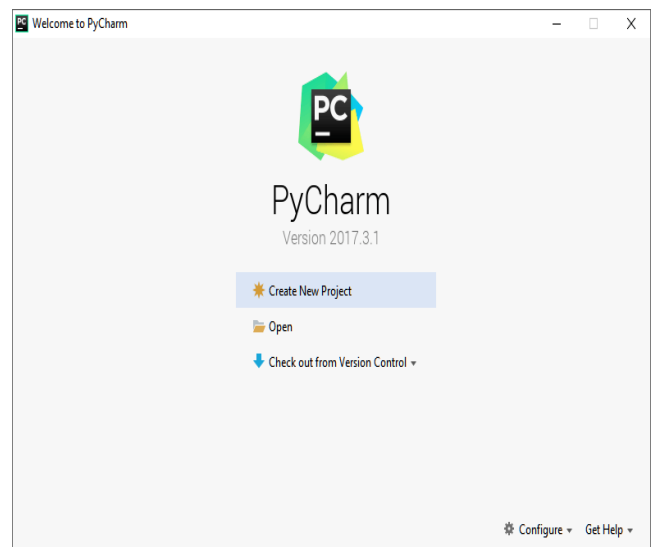 PC
Welcome to PyCharm
PC
PyCharm
Version 2017.3.1
Create New Project
Open
Check out from Version Control
Configure
Get Help